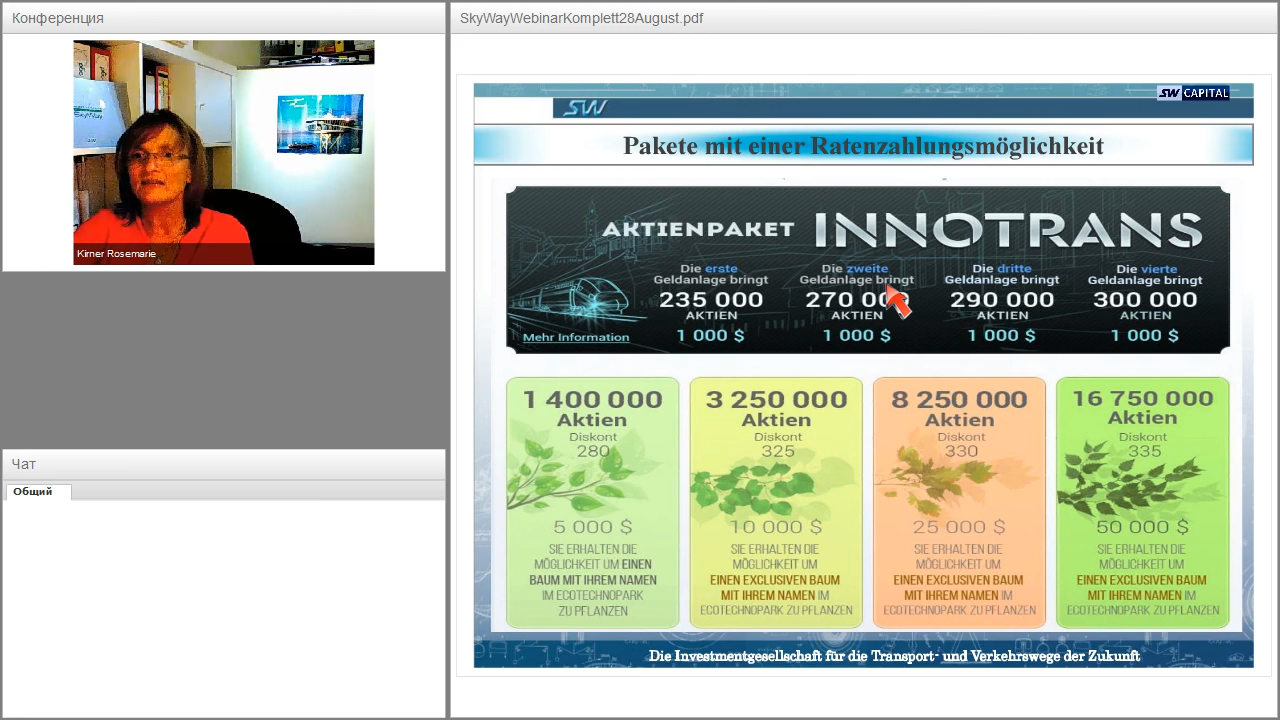 Конференция
Kirner Rosemarie
Чат
Общий
SkyWayWebinarKomplett28August.pdf
SW CAPITAL
SW
Pakete mit einer Ratenzahlungsmöglichkeit
AKTIENPAKET INNOTRANS
Die erste
Geldanlage bringt
235 000
AKTIEN
1 000 $
Die zweite
Geldanlage bringt
270 000
AKTIEN
1 000 $
Die dritte
Geldanlage bringt
290 000
AKTIEN
1 000 $
Die vierte
Geldanlage bringt
300 000
AKTIEN
1 000 $
Mehr Information
1 400 000
Aktien
Diskont
280
5 000 $
SIE ERHALTEN DIE
MÖGLICHKEIT UM EINEN
BAUM MIT IHREM NAMEN
IM ECOTECHNOPARK
ZU PFLANZEN
3 250 000
Aktien
Diskont
325
10 000 $
SIE ERHALTEN DIE
MÖGLICHKEIT UM
EINEN EXCLUSIVEN BAUM
MIT IHREM NAMEN IM
ECOTECHNOPARK ZU PFLANZEN
8 250 000
Aktien
Diskont
330
25 000 $
SIE ERHALTEN DIE
MÖGLICHKEIT UM
EINEN EXCLUSIVEN BAUM
MIT IHREM NAMEN IM
ECOTECHNOPARK ZU PFLANZEN
16 750 000
Aktien
Diskont
335
50 000 $
SIE ERHALTEN DIE
MÖGLICHKEIT UM
EINEN EXCLUSIVEN BAUM
MIT IHREM NAMEN IM
ECOTECHNOPARK ZU PFLANZEN
Die Investmentgesellschaft für die Transport- und Verkehrswege der Zukunft